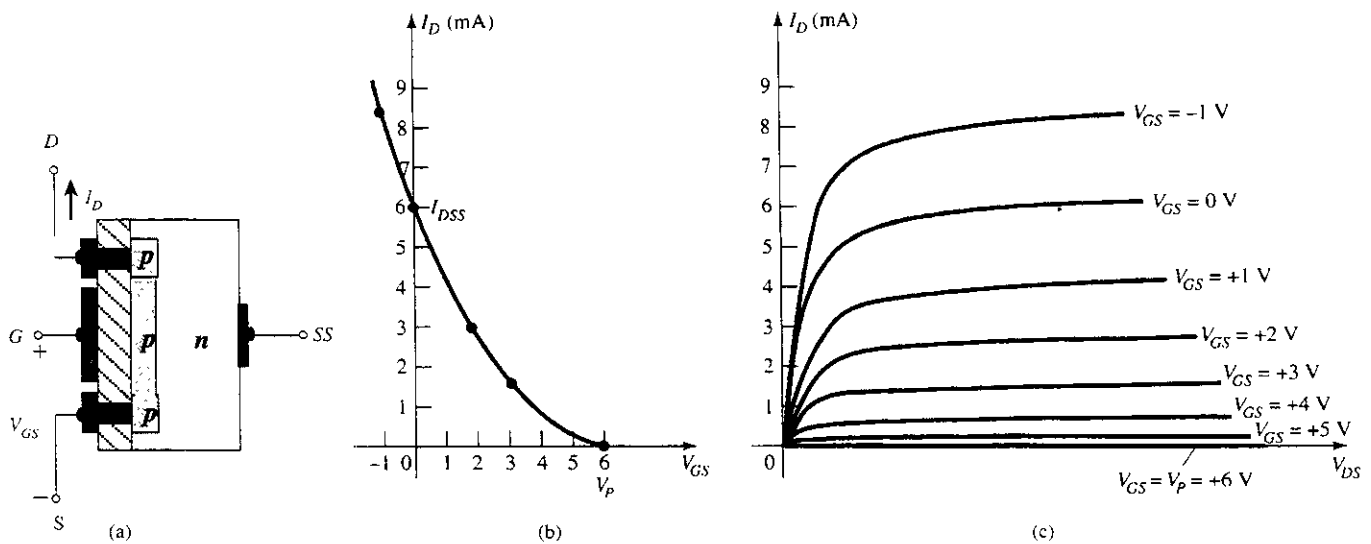 D
I_D
p
p
p
n
G
+
SS
V_GS
−
S
(a)
I_D (mA)
9
8
7
6
5
4
3
2
1
I_DSS
−1 0 1 2 3 4 5 6 V_GS
V_P
(b)
I_D (mA)
9
8
7
6
5
4
3
2
1
0
V_GS = −1 V
V_GS = 0 V
V_GS = +1 V
V_GS = +2 V
V_GS = +3 V
V_GS = +4 V
V_GS = +5 V
V_DS
V_GS = V_P = +6 V
(c)